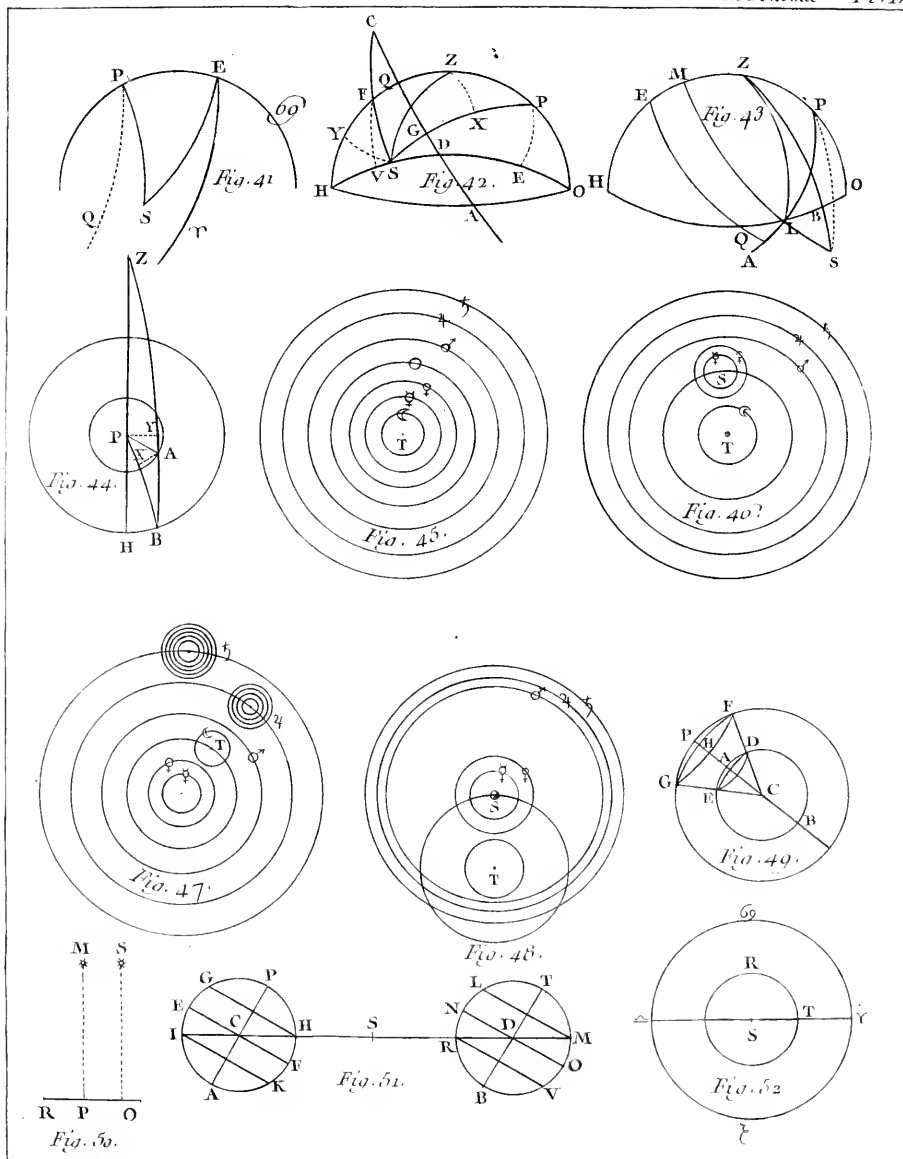 C
P
E
♋
Q
S
♈
Fig. 41
Q
Z
F
P
Y
G
X
D
H
V
S
E
O
A
Fig. 42.
Z
M
E
P
H
O
B
Q
L
A
S
Fig. 43
Z
P
Y
X
A
H
B
Fig. 44.
♄
♃
♂
♀
☿
☾
T
Fig. 45.
♄
♃
♂
☿
♀
S
☾
T
Fig. 46.
♄
♃
☾
T
♂
♀
☿
Fig. 47.
♂
♃
♄
☿
♀
S
T
Fig. 48.
F
P
H
D
A
G
E
C
B
Fig. 49.
M
S
R
P
O
Fig. 50.
G
P
E
C
I
H
F
A
K
S
L
T
N
D
R
M
O
B
V
Fig. 51.
♋
R
♎
S
T
♈
Fig. 52